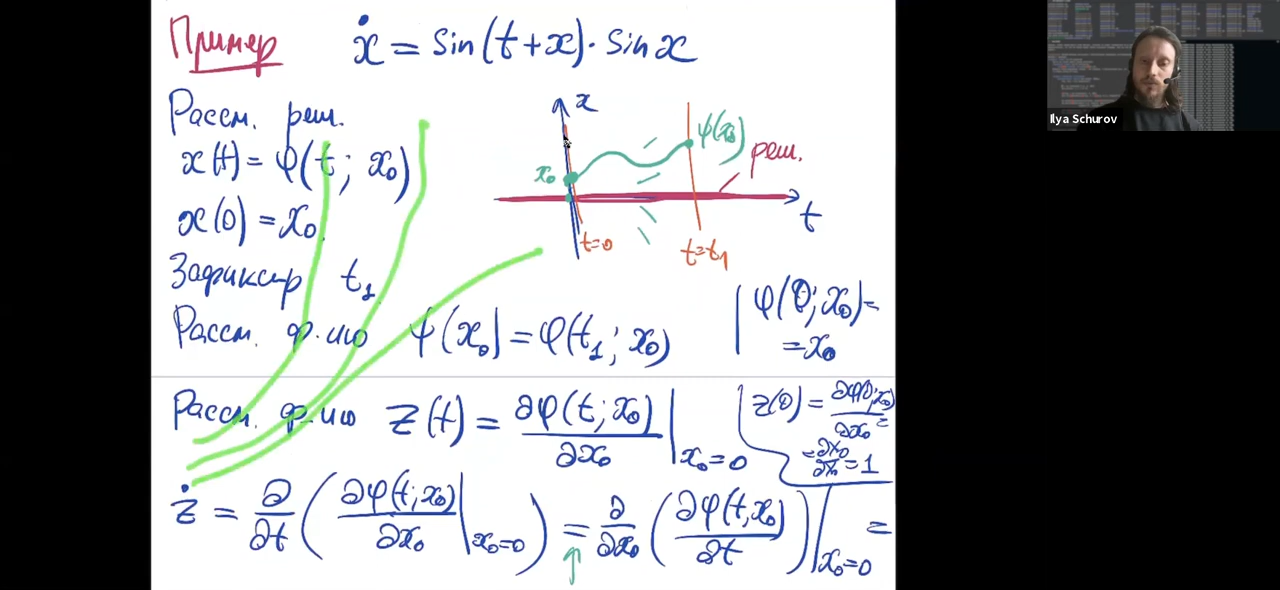 Пример ẋ = sin(t+x)·sin x
Рассм. реш.
x(t) = φ(t; x₀)
x(0) = x₀
Зафиксир t₁
Рассм. ф-ию ψ(x₀) = φ(t₁; x₀)
x
x₀
ψ(x₀)
реш.
t
t=0
t=t₁
φ(0; x₀)=
=x₀
Рассм. ф-ию z(t) = ∂φ(t; x₀)/∂x₀ |x₀=0
z(0) = ∂φ(0; x₀)/∂x₀ =
= ∂x₀/∂x₀ = 1
ż = ∂/∂t (∂φ(t; x₀)/∂x₀ |x₀=0) = ∂/∂x₀ (∂φ(t, x₀)/∂t)|x₀=0 =
Ilya Schurov